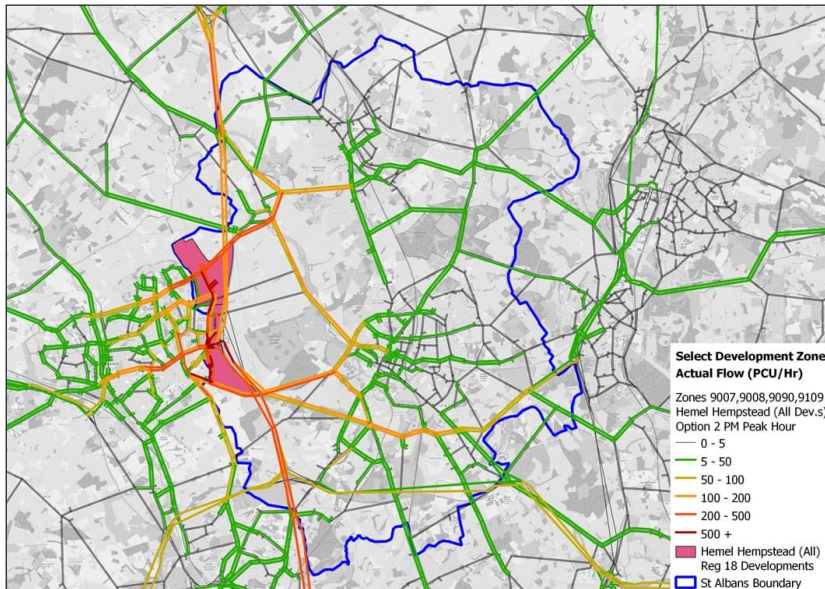 Select Development Zone
Actual Flow (PCU/Hr)
Zones 9007,9008,9090,9109
Hemel Hempstead (All Dev.s)
Option 2 PM Peak Hour
0 - 5
5 - 50
50 - 100
100 - 200
200 - 500
500 +
Hemel Hempstead (All)
Reg 18 Developments
St Albans Boundary